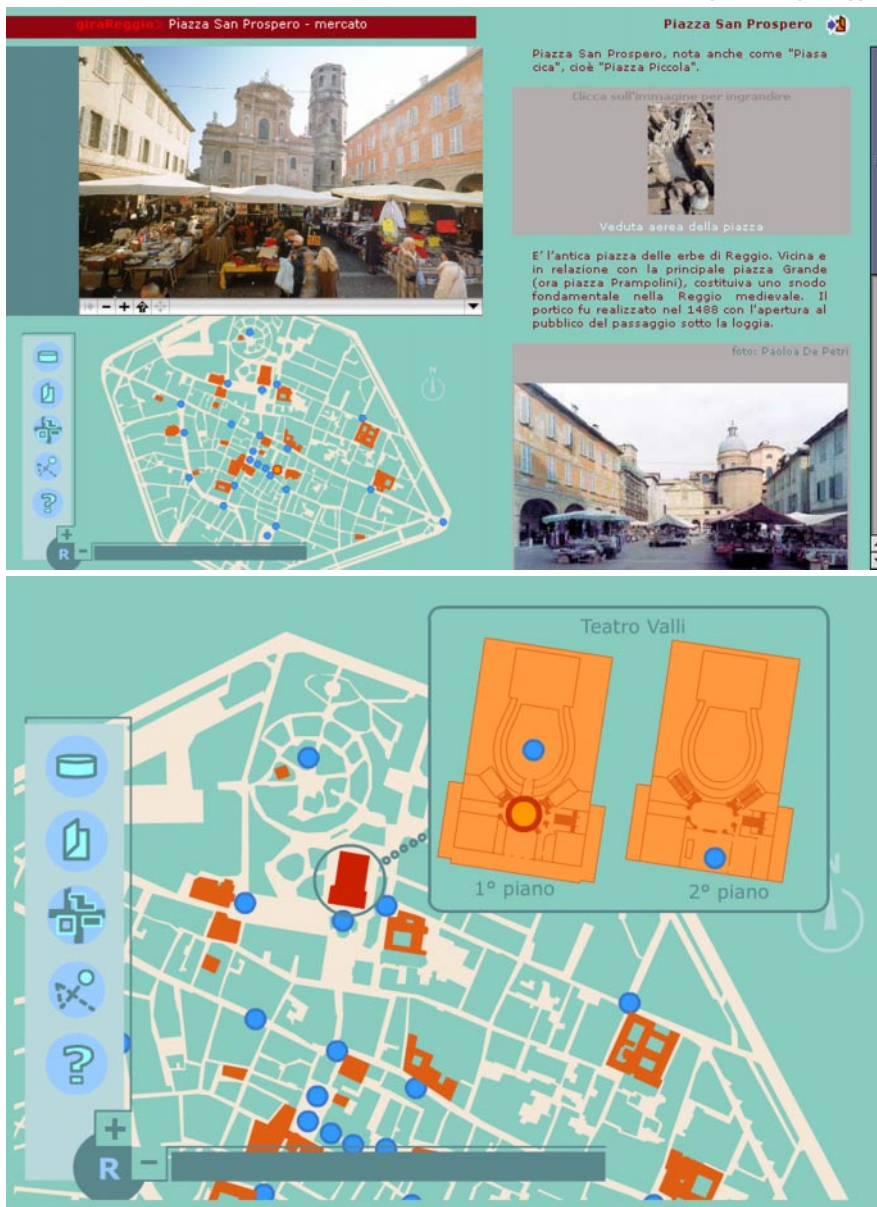 giraReggio> Piazza San Prospero - mercato
Piazza San Prospero
Piazza San Prospero, nota anche come "Piasa
cica", cioè "Piazza Piccola".
Clicca sull'immagine per ingrandire
Veduta aerea della piazza
E' l'antica piazza delle erbe di Reggio. Vicina e
in relazione con la principale piazza Grande
(ora piazza Prampolini), costituiva uno snodo
fondamentale nella Reggio medievale. Il
portico fu realizzato nel 1488 con l'apertura al
pubblico del passaggio sotto la loggia.
foto: Paoloa De Petri
N
?
+
R -
Teatro Valli
1° piano
2° piano
N
?
+
R -